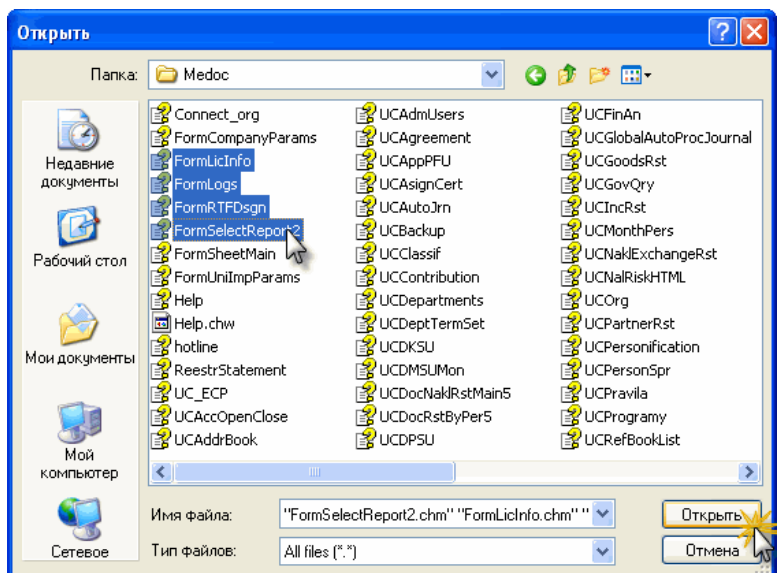 Открыть
Папка: Medoc
Недавние документы
Рабочий стол
Мои документы
Мой компьютер
Сетевое
Connect_org
FormCompanyParams
FormLicInfo
FormLogs
FormRTFDsgn
FormSelectReport2
FormSheetMain
FormUniImpParams
Help
Help.chw
hotline
ReestrStatement
UC_ECP
UCAccOpenClose
UCAddrBook
UCAdmUsers
UCAgreement
UCAppPFU
UCAsignCert
UCAutoJrn
UCBackup
UCClassif
UCContribution
UCDepartments
UCDeptTermSet
UCDKSU
UCDMSUMon
UCDocNaklRstMain5
UCDocRstByPer5
UCDPSU
UCFinAn
UCGlobalAutoProcJournal
UCGoodsRst
UCGovQry
UCIncRst
UCMonthPers
UCNaklExchangeRst
UCNalRiskHTML
UCOrg
UCPartnerRst
UCPersonification
UCPersonSpr
UCPravila
UCProgramy
UCRefBookList
Имя файла: "FormSelectReport2.chm" "FormLicInfo.chm" "
Открыть
Тип файлов: All files (*.*)
Отмена